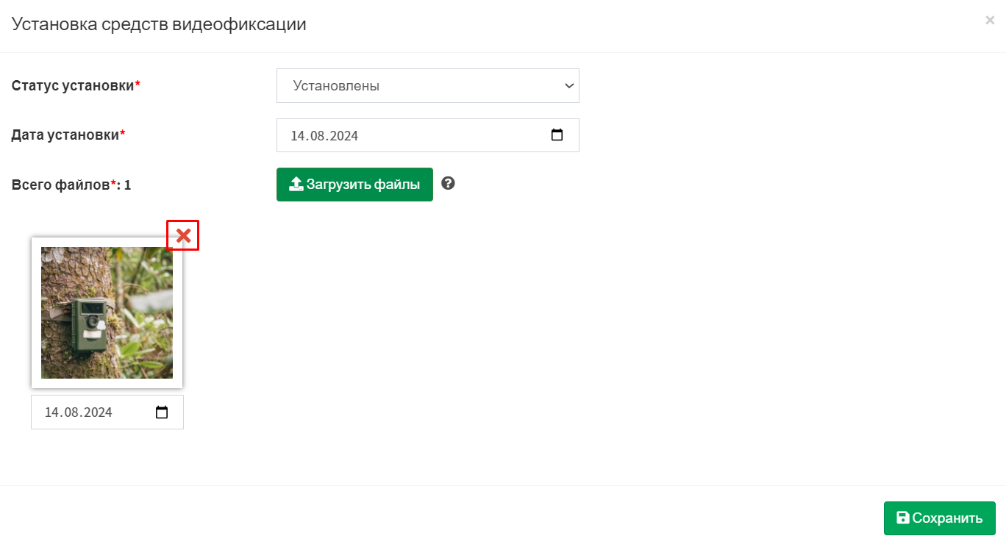 Установка средств видеофиксации
×
Статус установки*
Установлены
Дата установки*
14.08.2024
Всего файлов*: 1
Загрузить файлы
?
14.08.2024
Сохранить